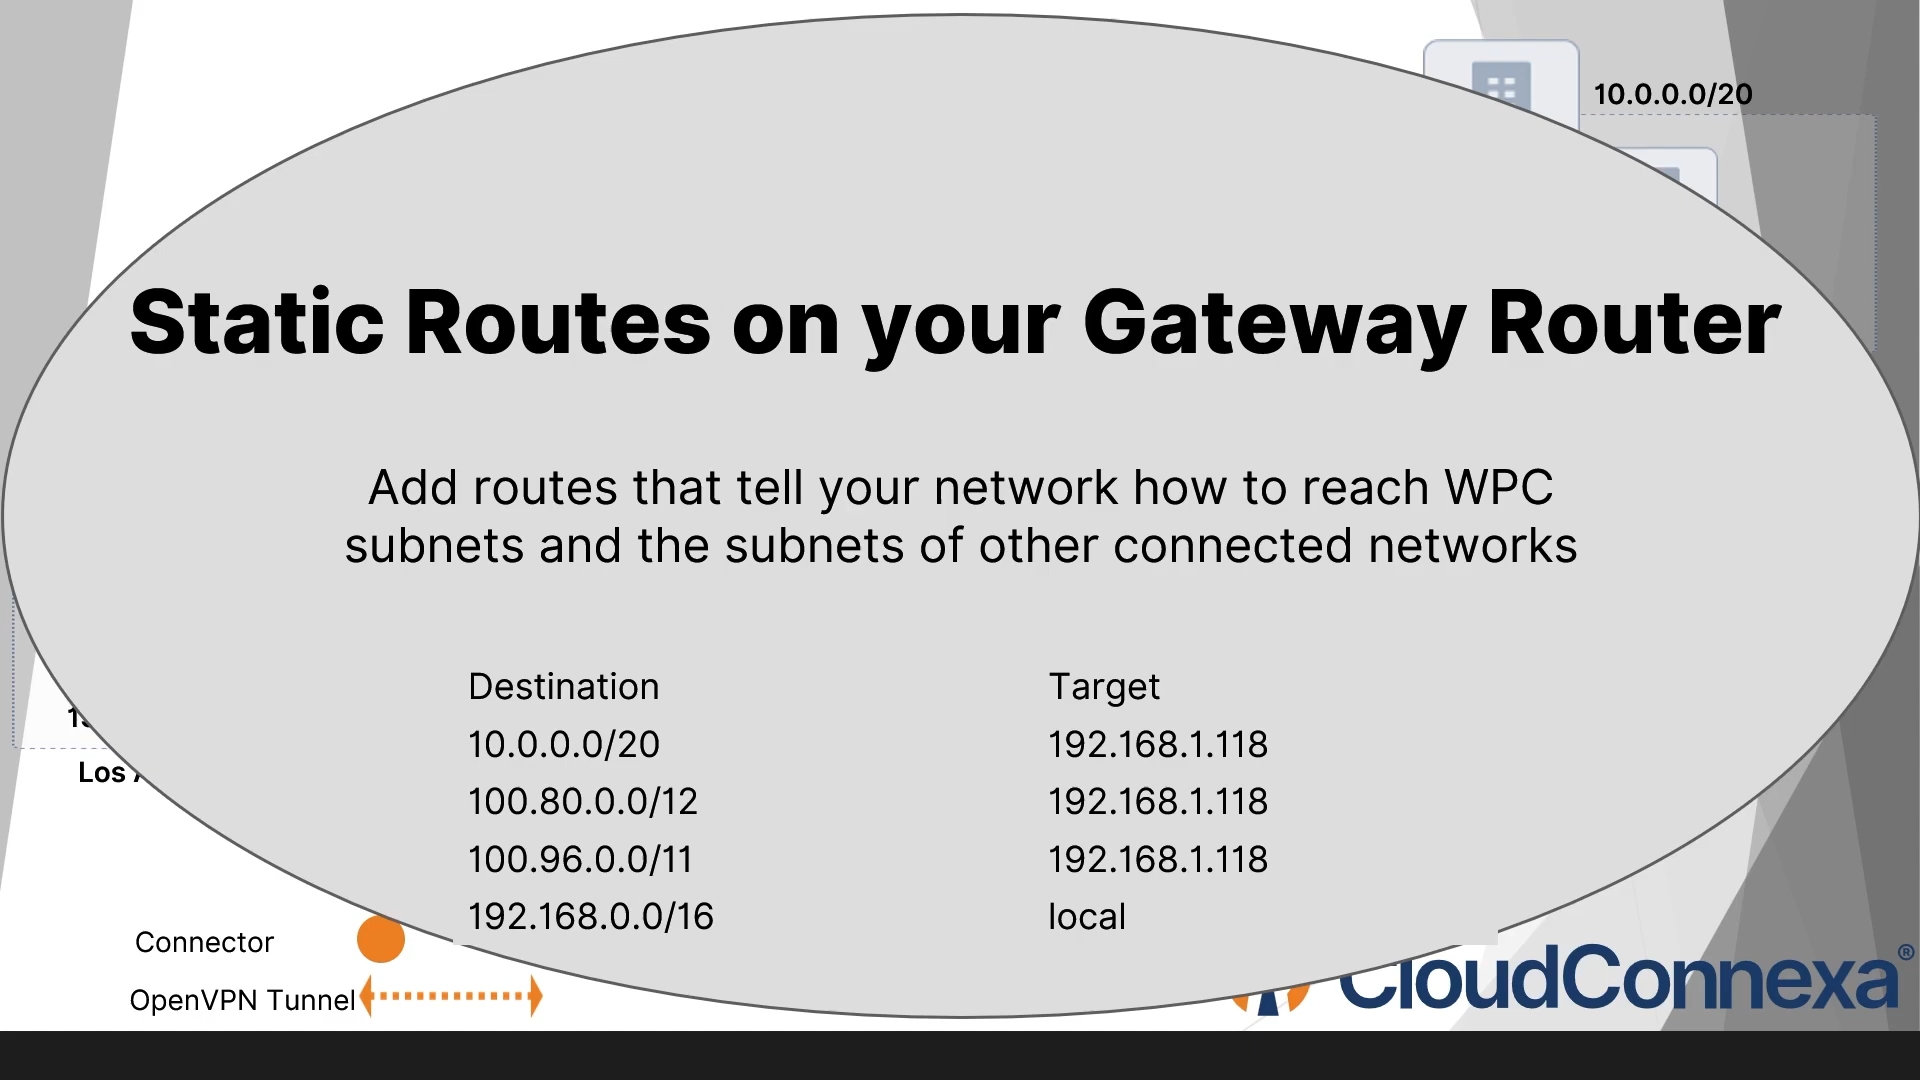 10.0.0.0/20
Static Routes on your Gateway Router
Add routes that tell your network how to reach WPC
subnets and the subnets of other connected networks
Destination Target
10.0.0.0/20 192.168.1.118
100.80.0.0/12 192.168.1.118
100.96.0.0/11 192.168.1.118
192.168.0.0/16 local
Los
Connector
OpenVPN Tunnel
CloudConnexa®